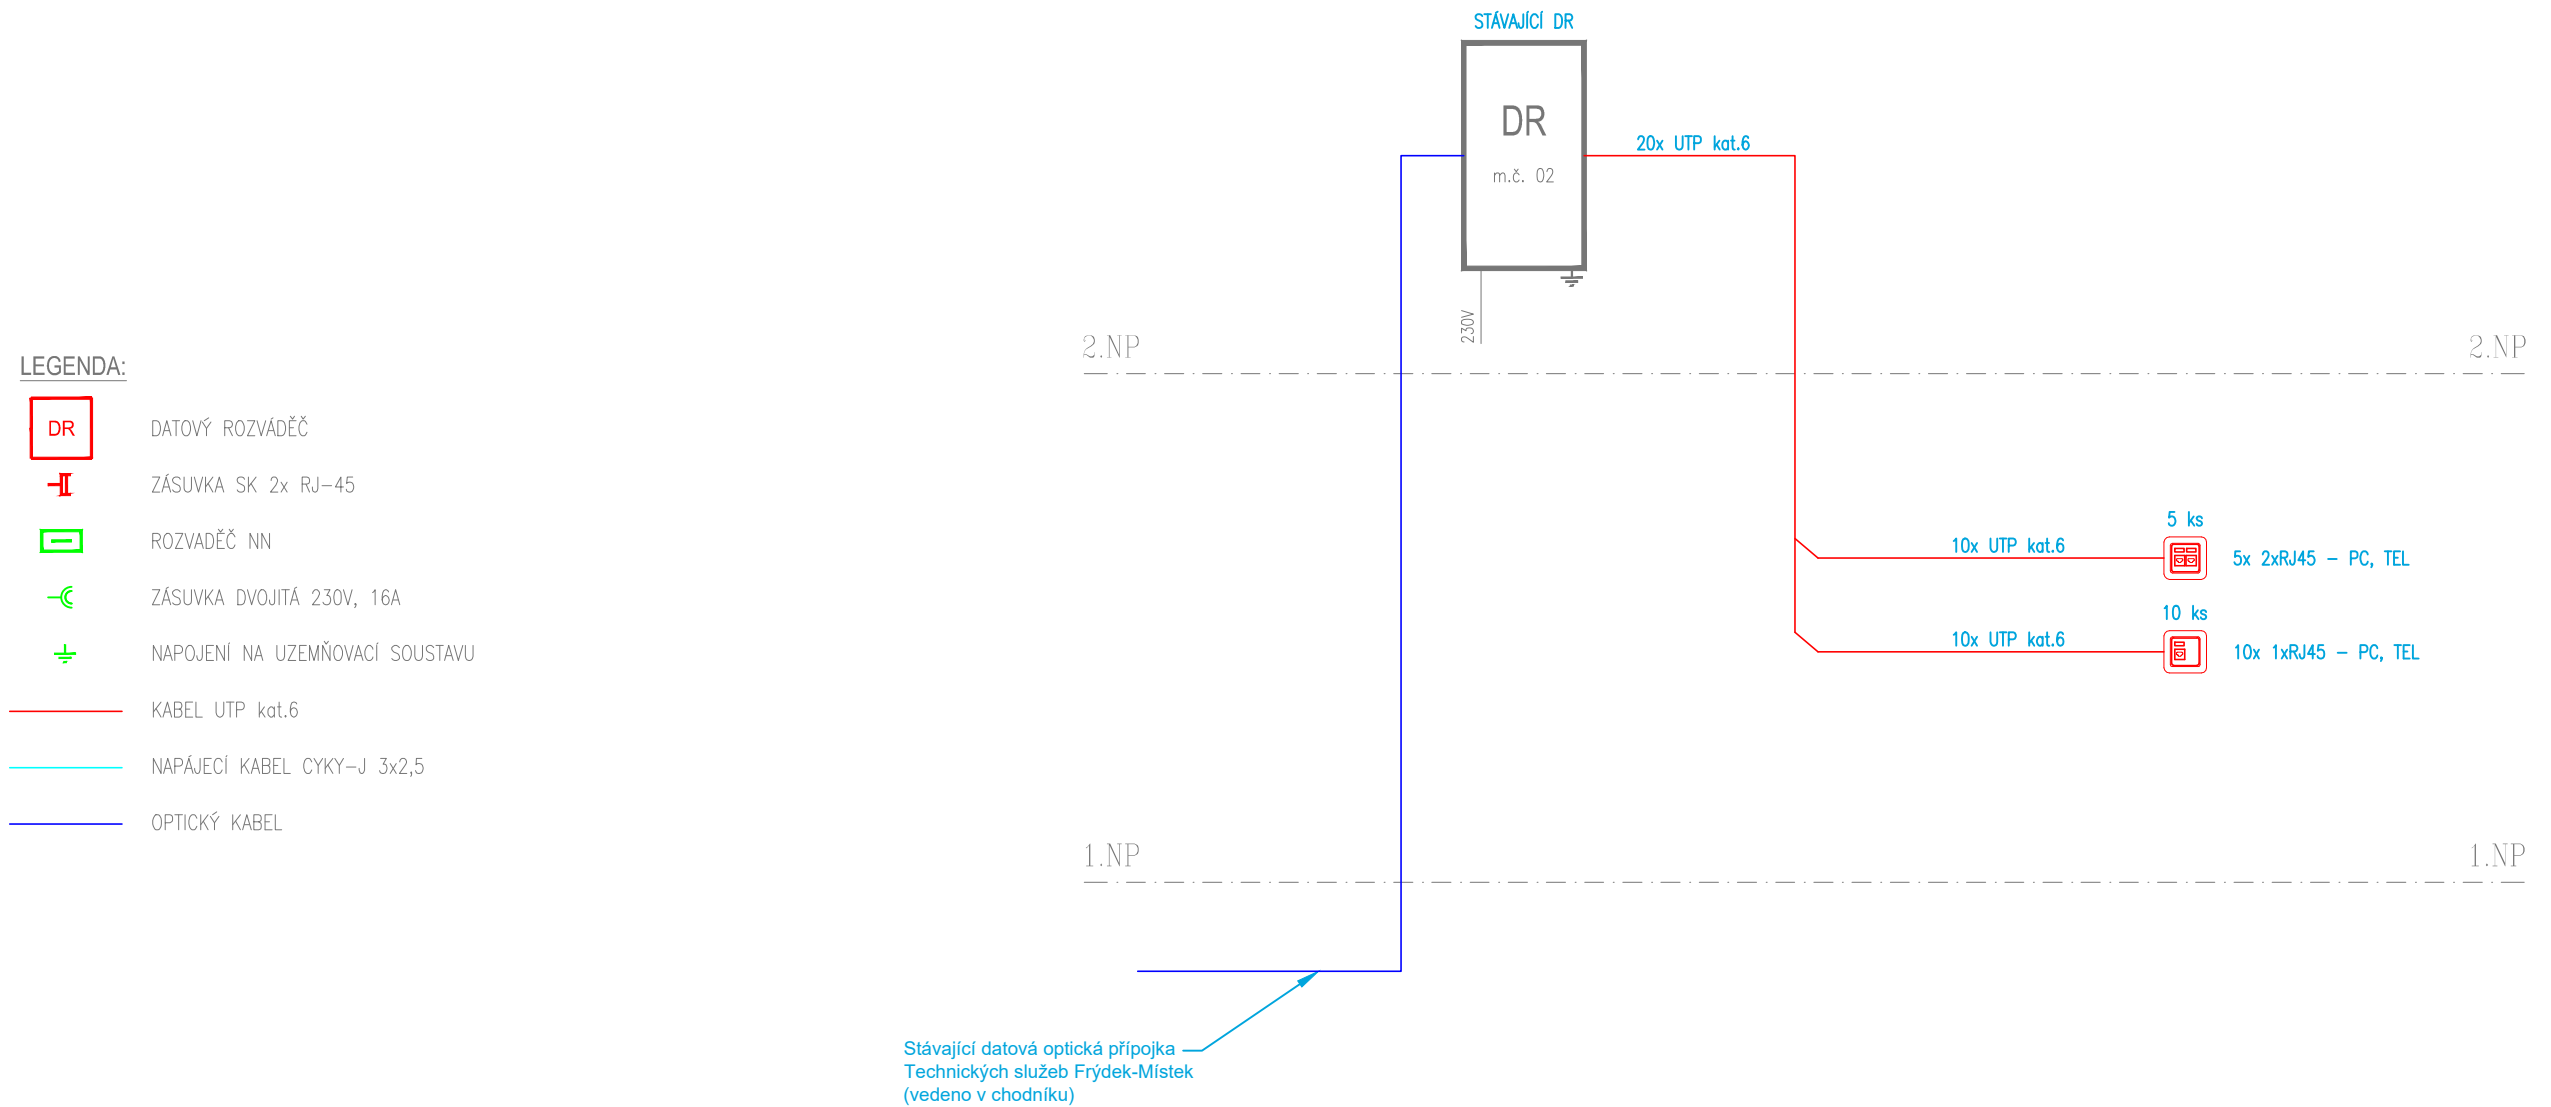 STÁVAJÍCÍ DR
DR
m.č. 02
20x UTP kat.6
230V
2.NP
2.NP
LEGENDA:
DR
DATOVÝ ROZVÁDĚČ
ZÁSUVKA SK 2x RJ-45
ROZVADĚČ NN
ZÁSUVKA DVOJITÁ 230V, 16A
NAPOJENÍ NA UZEMŇOVACÍ SOUSTAVU
KABEL UTP kat.6
NAPÁJECÍ KABEL CYKY-J 3x2,5
OPTICKÝ KABEL
5 ks
10x UTP kat.6
5x 2xRJ45 - PC, TEL
10 ks
10x UTP kat.6
10x 1xRJ45 - PC, TEL
1.NP
1.NP
Stávající datová optická přípojka
Technických služeb Frýdek-Místek
(vedeno v chodníku)